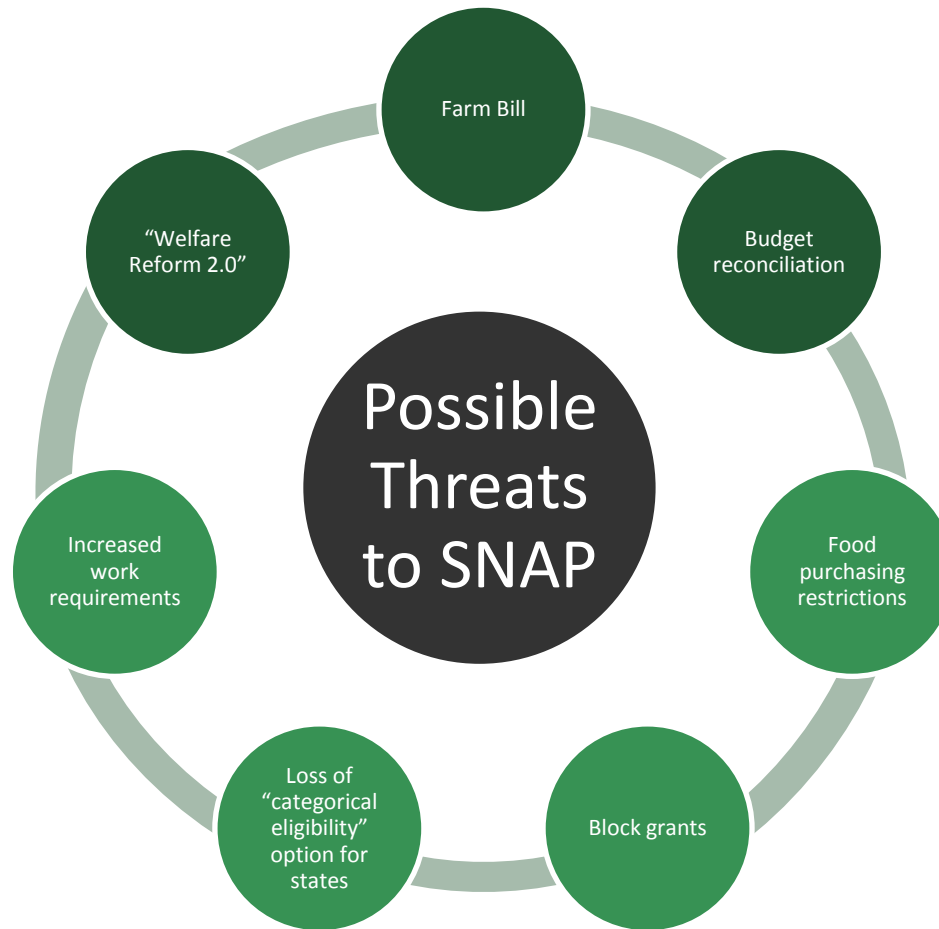 Farm Bill
Budget
reconciliation
Food
purchasing
restrictions
Block grants
Loss of
“categorical
eligibility”
option for
states
Increased
work
requirements
“Welfare
Reform 2.0”
Possible
Threats
to SNAP